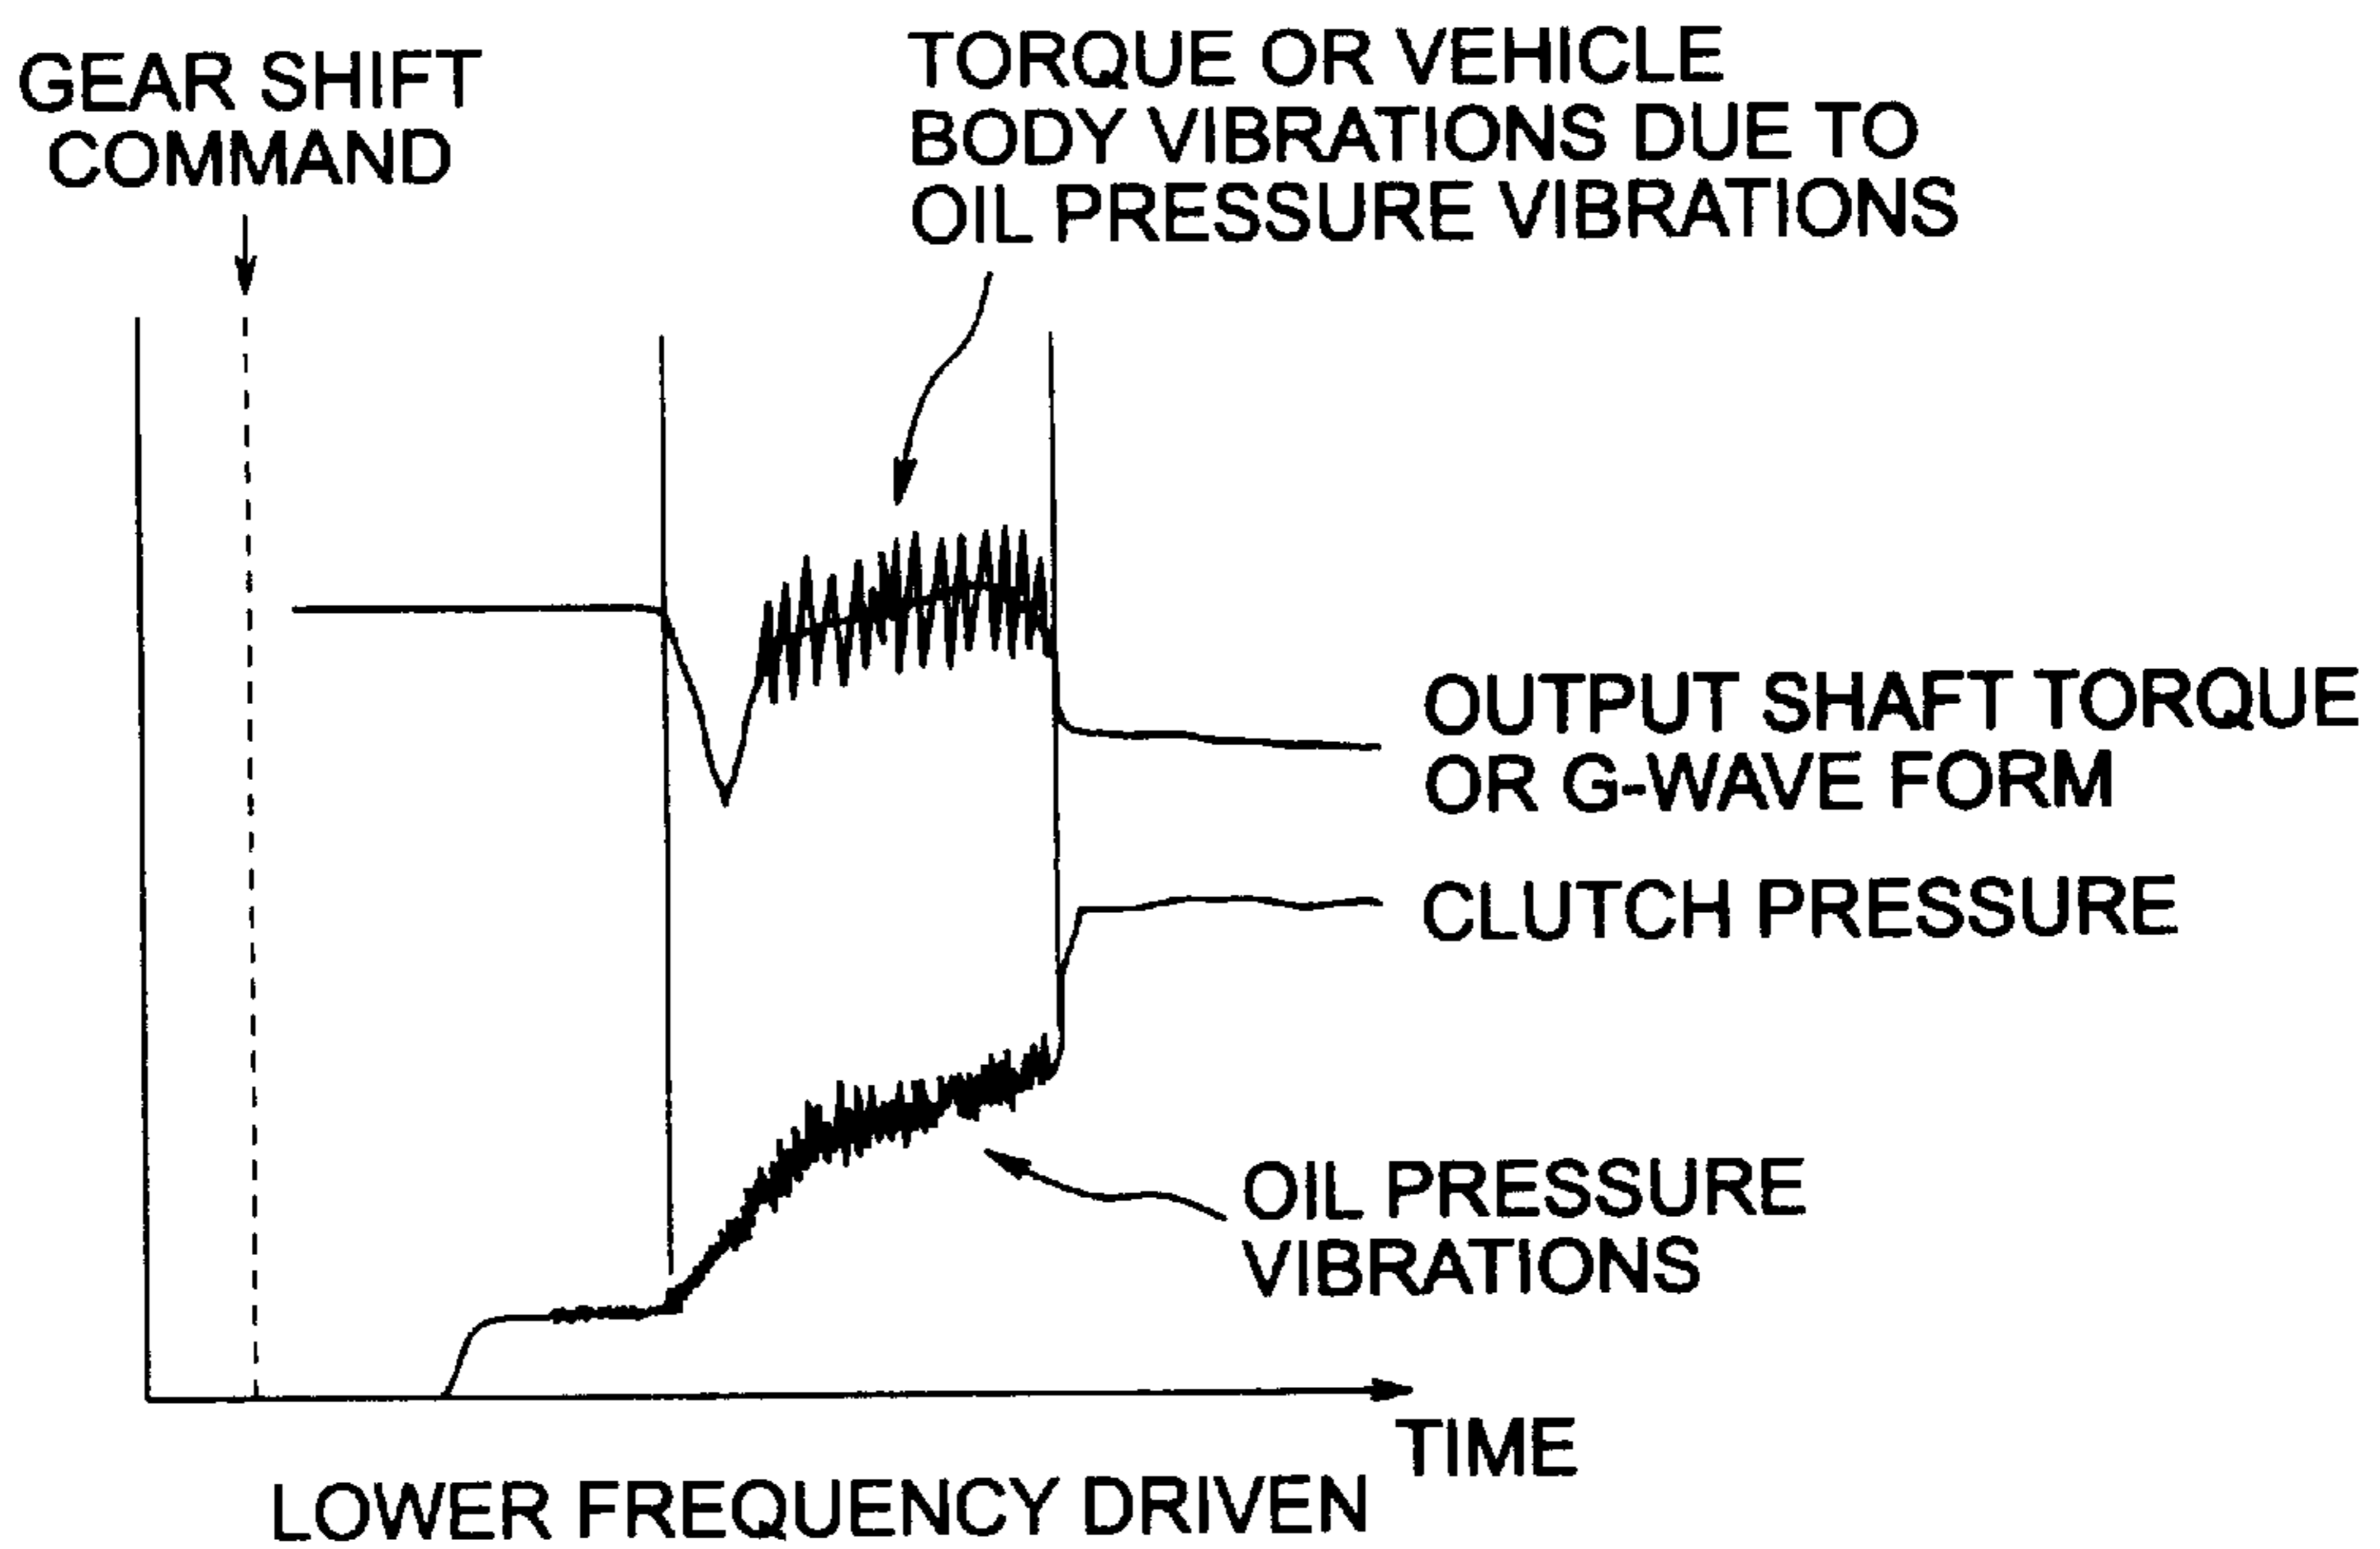 GEAR SHIFT
COMMAND
TORQUE OR VEHICLE
BODY VIBRATIONS DUE TO
OIL PRESSURE VIBRATIONS
OUTPUT SHAFT TORQUE
OR G-WAVE FORM
CLUTCH PRESSURE
OIL PRESSURE
VIBRATIONS
TIME
LOWER FREQUENCY DRIVEN